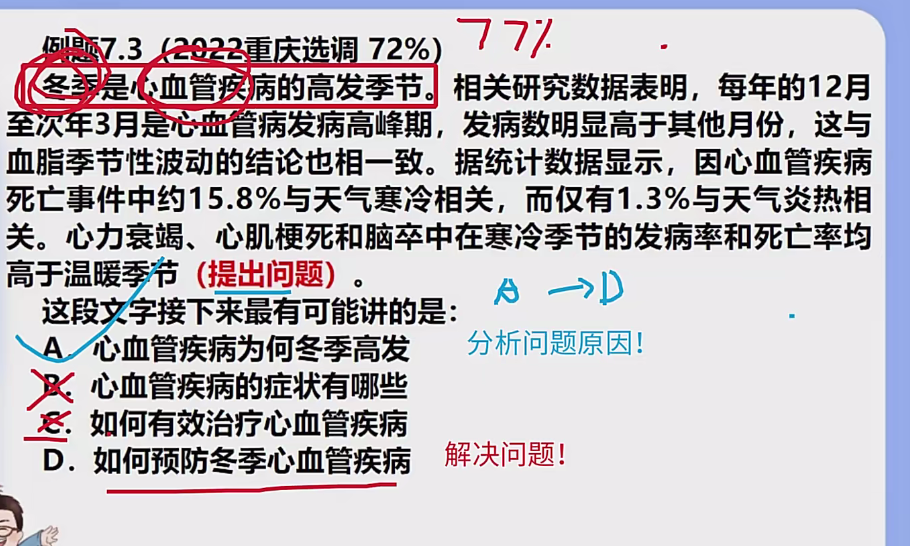 例题7.3（2022重庆选调 72%） 77%
冬季是心血管疾病的高发季节。相关研究数据表明，每年的12月
至次年3月是心血管病发病高峰期，发病数明显高于其他月份，这与
血脂季节性波动的结论也相一致。据统计数据显示，因心血管疾病
死亡事件中约15.8%与天气寒冷相关，而仅有1.3%与天气炎热相
关。心力衰竭、心肌梗死和脑卒中在寒冷季节的发病率和死亡率均
高于温暖季节（提出问题）。
A→D
这段文字接下来最有可能讲的是：
A. 心血管疾病为何冬季高发 分析问题原因！
B. 心血管疾病的症状有哪些
C. 如何有效治疗心血管疾病
D. 如何预防冬季心血管疾病 解决问题！